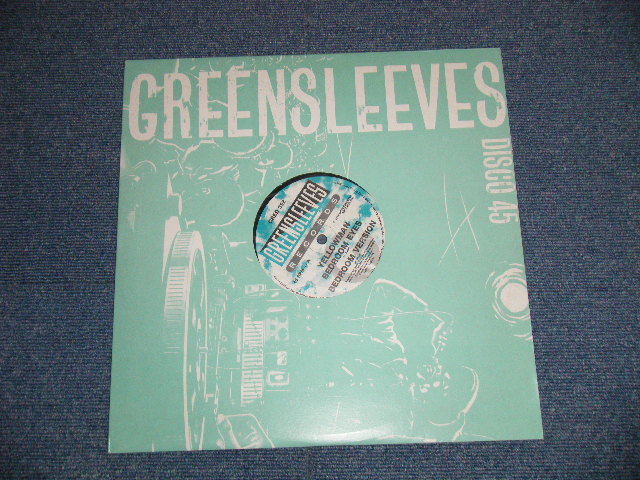 GREENSLEEVES
DISCO 45
GREENSLEEVES
RECORDS
YELLOWMAN
BEDROOM EYES
BEDROOM VERSION